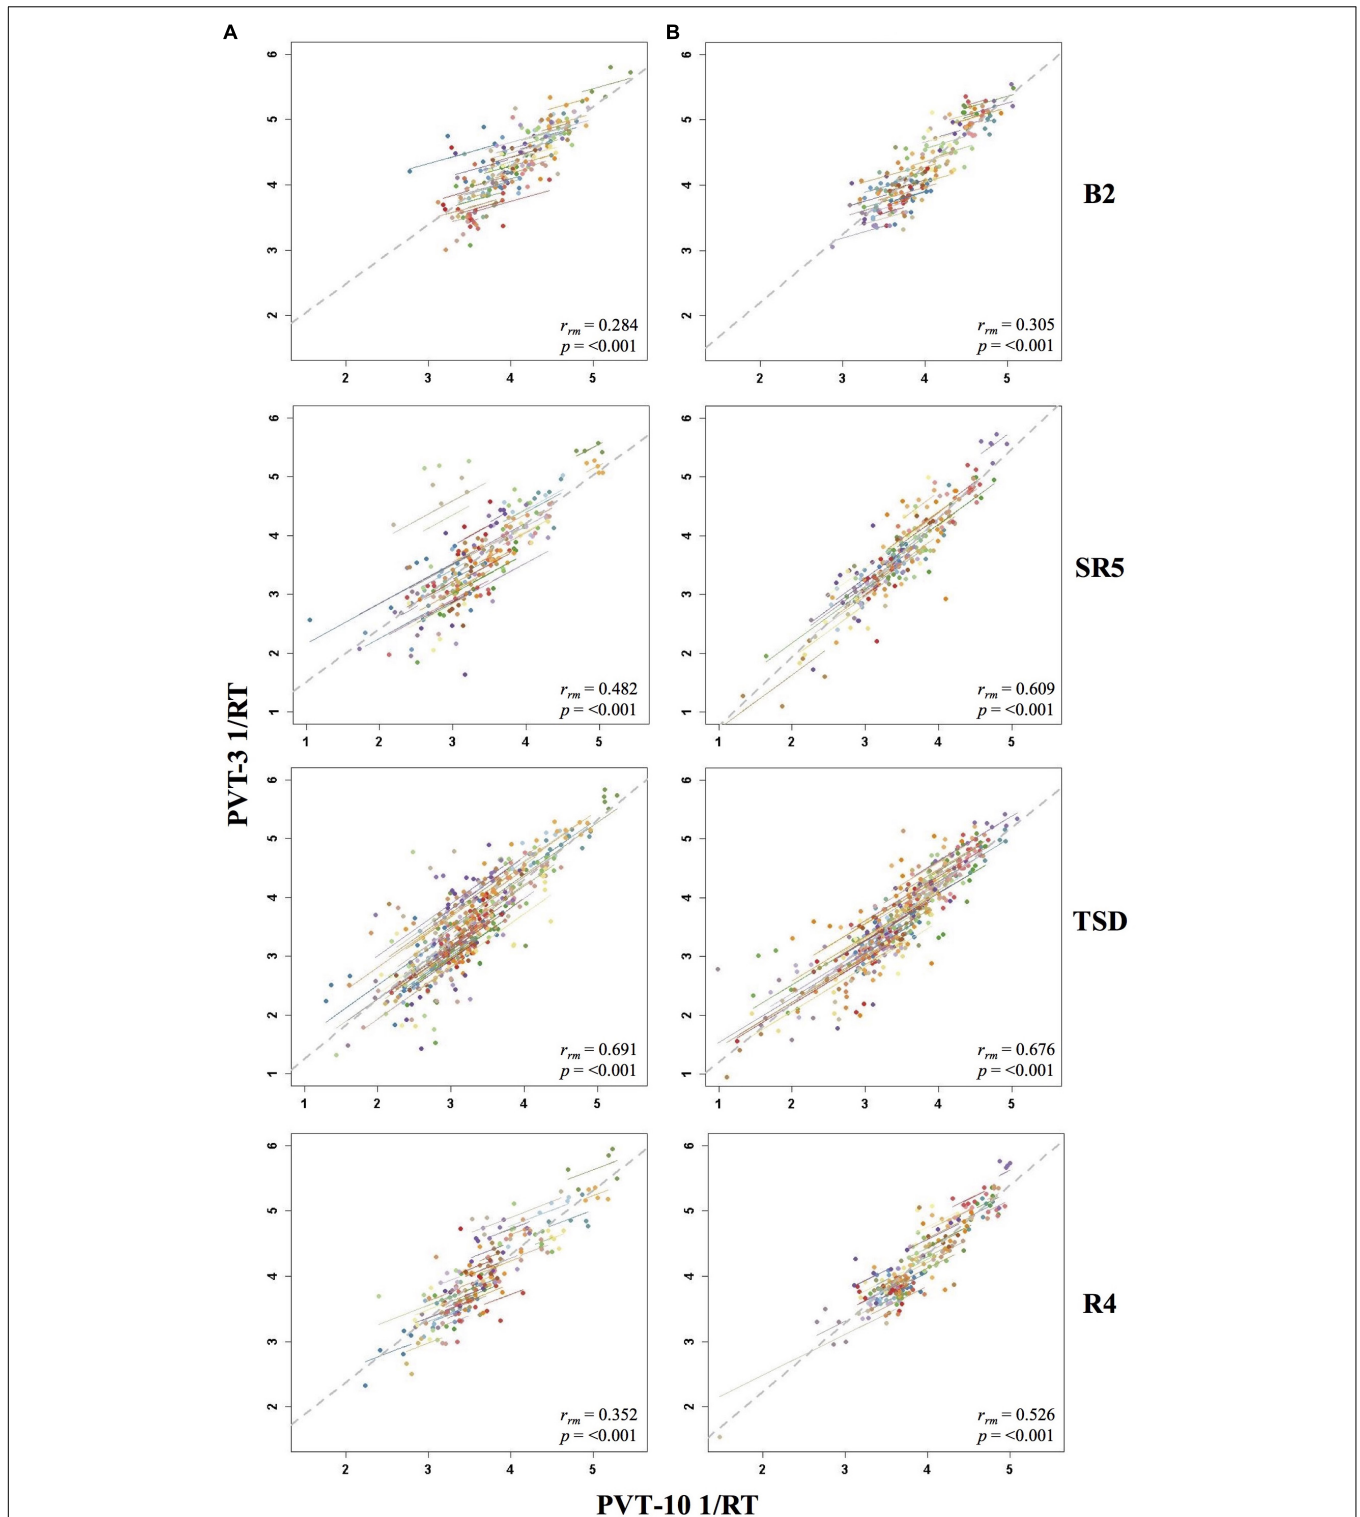 A
B
6
5
4
3
2
2 3 4 5
r_rm = 0.284
p = <0.001
6
5
4
3
2
2 3 4 5
r_rm = 0.305
p = <0.001
B2
6
5
4
3
2
1
1 2 3 4 5
r_rm = 0.482
p = <0.001
6
5
4
3
2
1
1 2 3 4 5
r_rm = 0.609
p = <0.001
SR5
PVT-3 1/RT
6
5
4
3
2
1
1 2 3 4 5
r_rm = 0.691
p = <0.001
6
5
4
3
2
1
1 2 3 4 5
r_rm = 0.676
p = <0.001
TSD
6
5
4
3
2
2 3 4 5
r_rm = 0.352
p = <0.001
6
5
4
3
2
2 3 4 5
r_rm = 0.526
p = <0.001
R4
PVT-10 1/RT